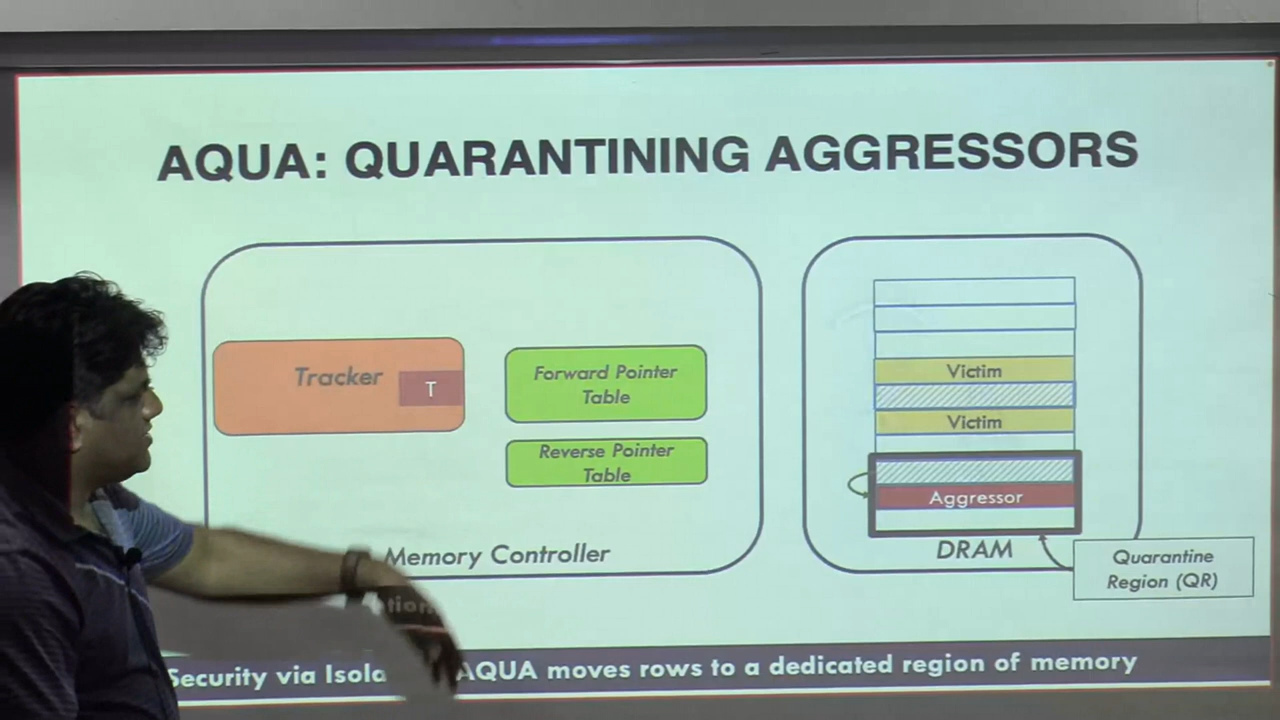 AQUA: QUARANTINING AGGRESSORS
Tracker
T
Forward Pointer
Table
Reverse Pointer
Table
Memory Controller
Victim
Victim
Aggressor
DRAM
Quarantine
Region (QR)
tion
Security via Isola AQUA moves rows to a dedicated region of memory